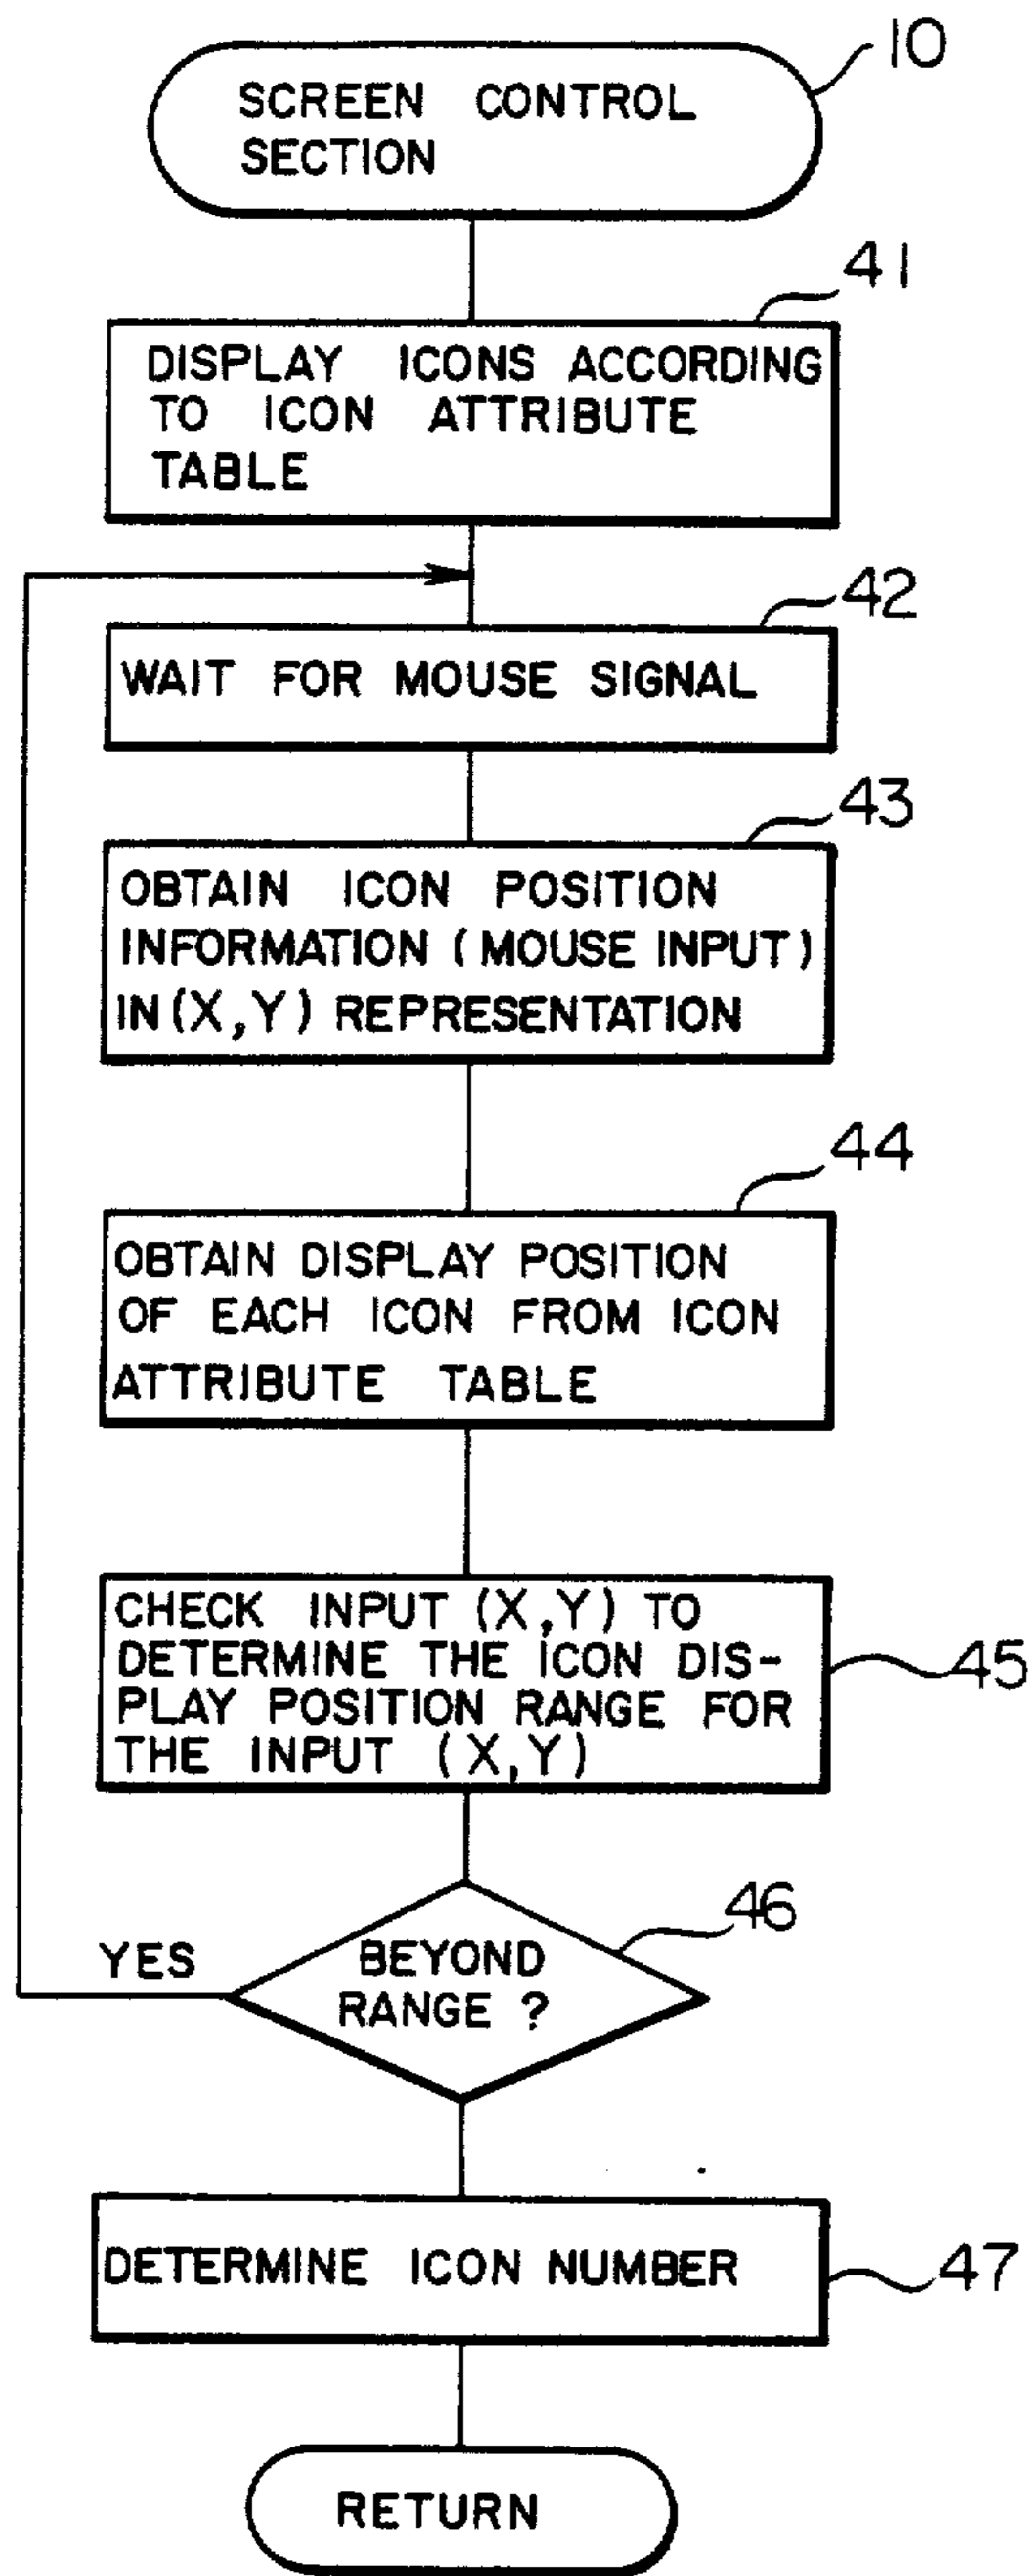 10
SCREEN CONTROL
SECTION
41
DISPLAY ICONS ACCORDING
TO ICON ATTRIBUTE
TABLE
42
WAIT FOR MOUSE SIGNAL
43
OBTAIN ICON POSITION
INFORMATION (MOUSE INPUT)
IN (X,Y) REPRESENTATION
44
OBTAIN DISPLAY POSITION
OF EACH ICON FROM ICON
ATTRIBUTE TABLE
CHECK INPUT (X,Y) TO
DETERMINE THE ICON DIS-
PLAY POSITION RANGE FOR
THE INPUT (X,Y)
45
46
YES
BEYOND
RANGE ?
DETERMINE ICON NUMBER
47
RETURN